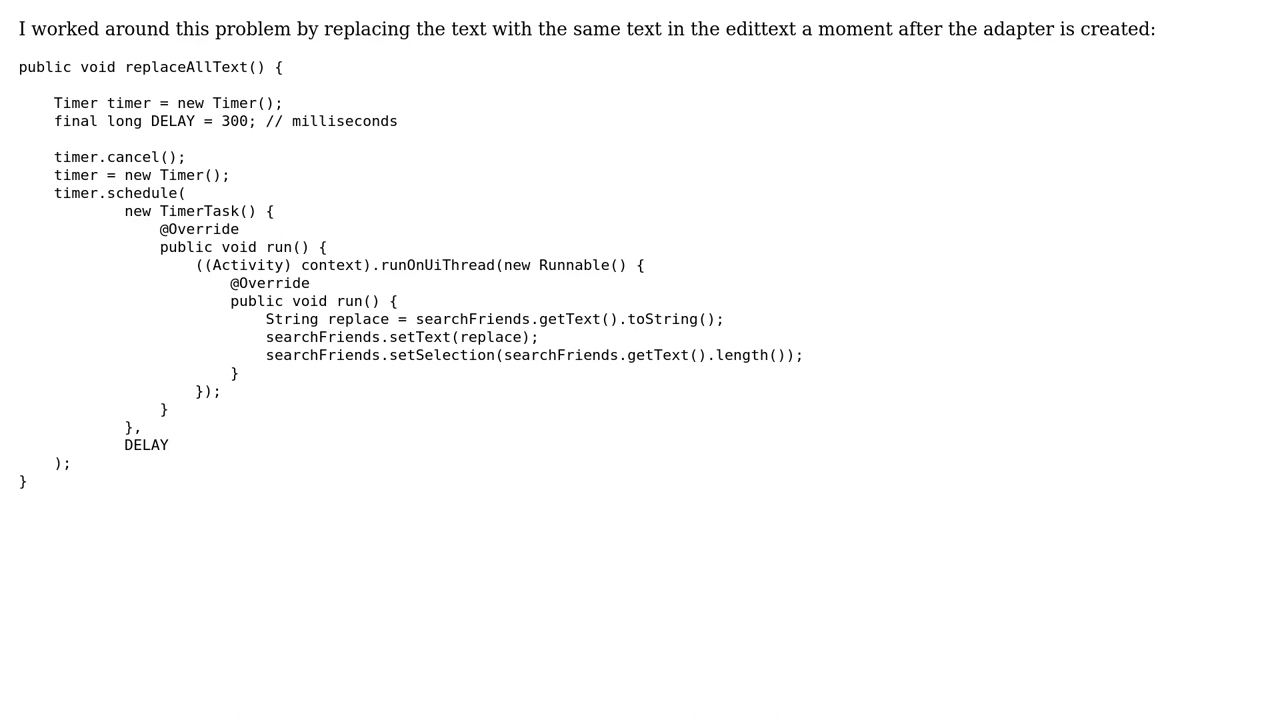 I worked around this problem by replacing the text with the same text in the edittext a moment after the adapter is created:
public void replaceAllText() {
    Timer timer = new Timer();
    final long DELAY = 300; // milliseconds
    timer.cancel();
    timer = new Timer();
    timer.schedule(
            new TimerTask() {
                @Override
                public void run() {
                    ((Activity) context).runOnUiThread(new Runnable() {
                        @Override
                        public void run() {
                            String replace = searchFriends.getText().toString();
                            searchFriends.setText(replace);
                            searchFriends.setSelection(searchFriends.getText().length());
                        }
                    });
                }
            },
            DELAY
    );
}